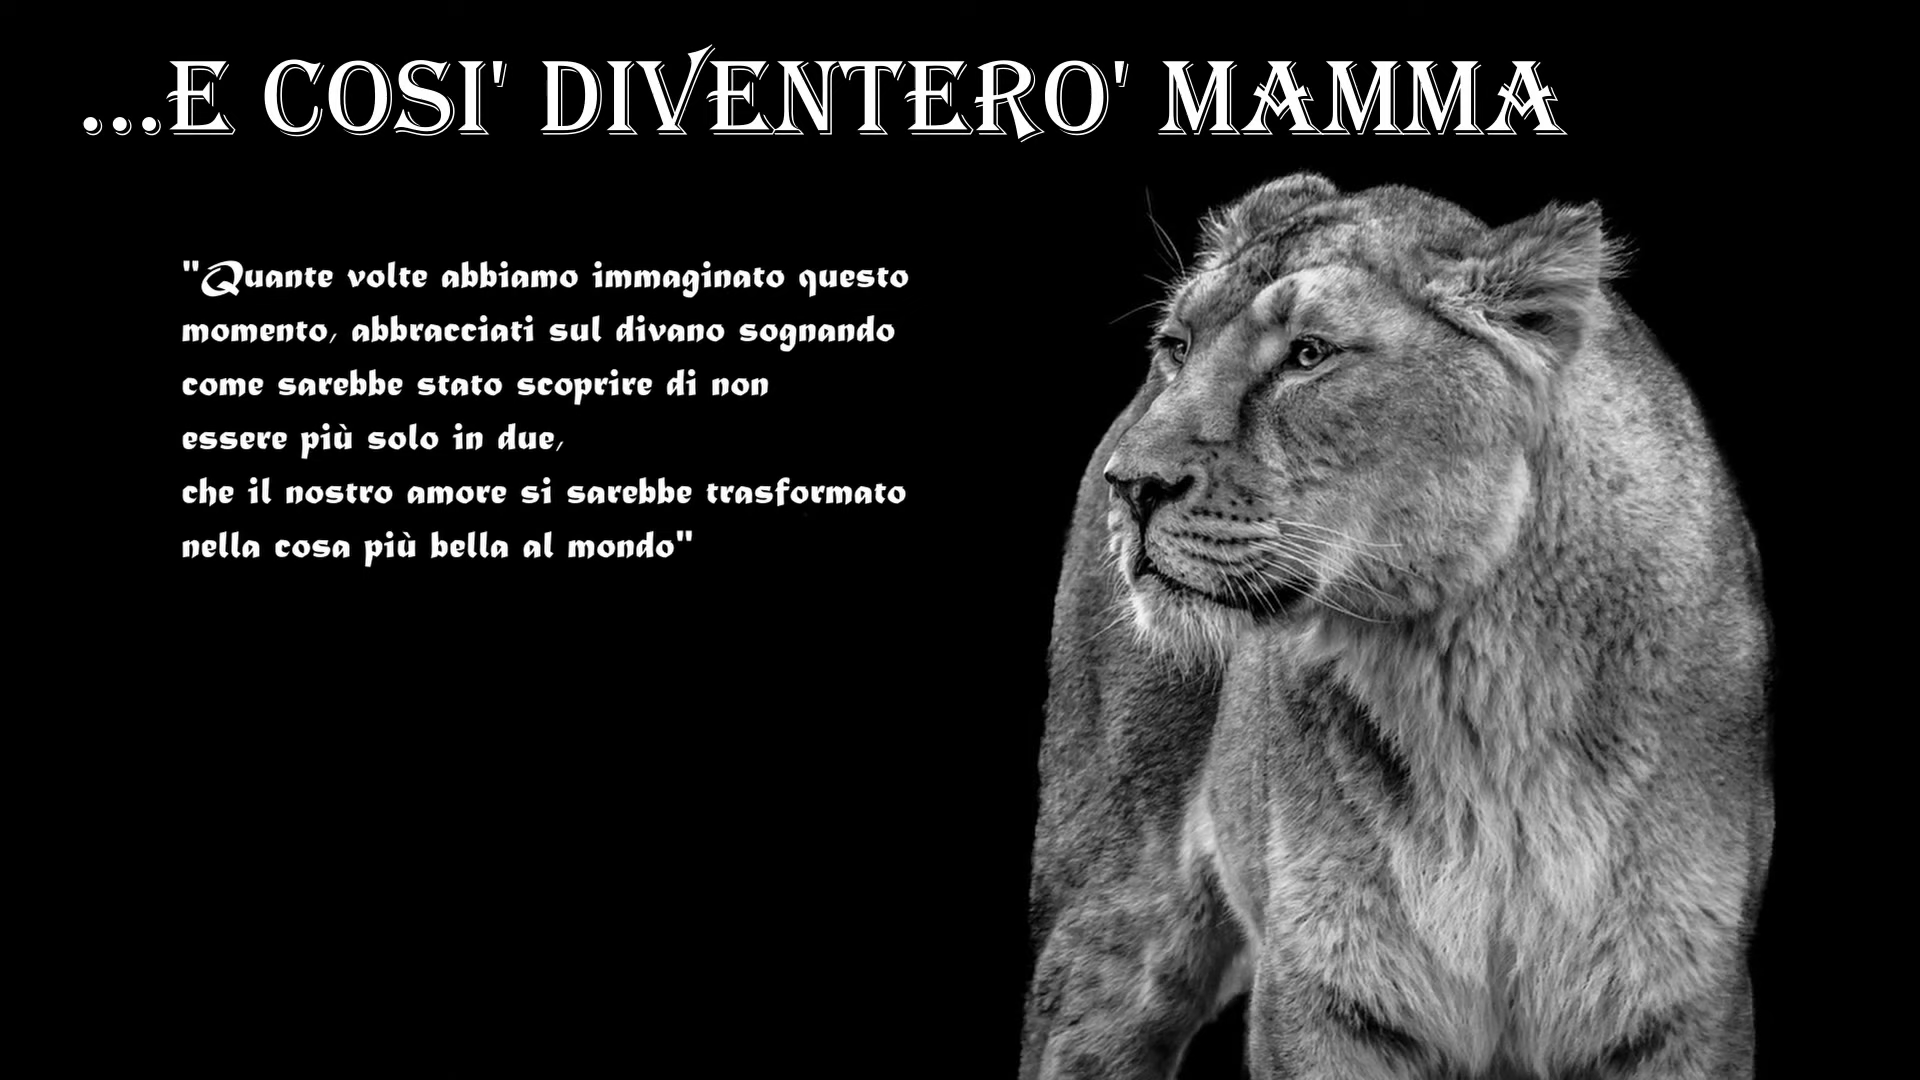 ...E COSI' DIVENTERO' MAMMA
"Quante volte abbiamo immaginato questo
momento, abbracciati sul divano sognando
come sarebbe stato scoprire di non
essere più solo in due,
che il nostro amore si sarebbe trasformato
nella cosa più bella al mondo"